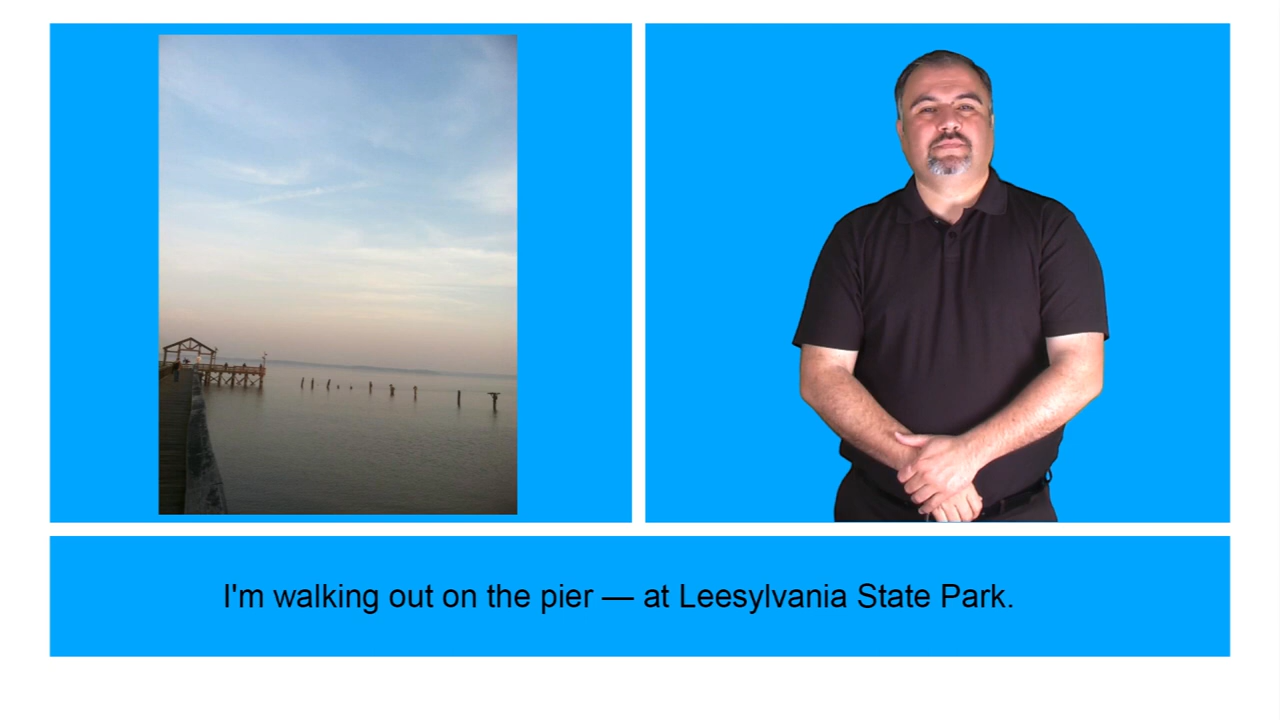 I'm walking out on the pier — at Leesylvania State Park.